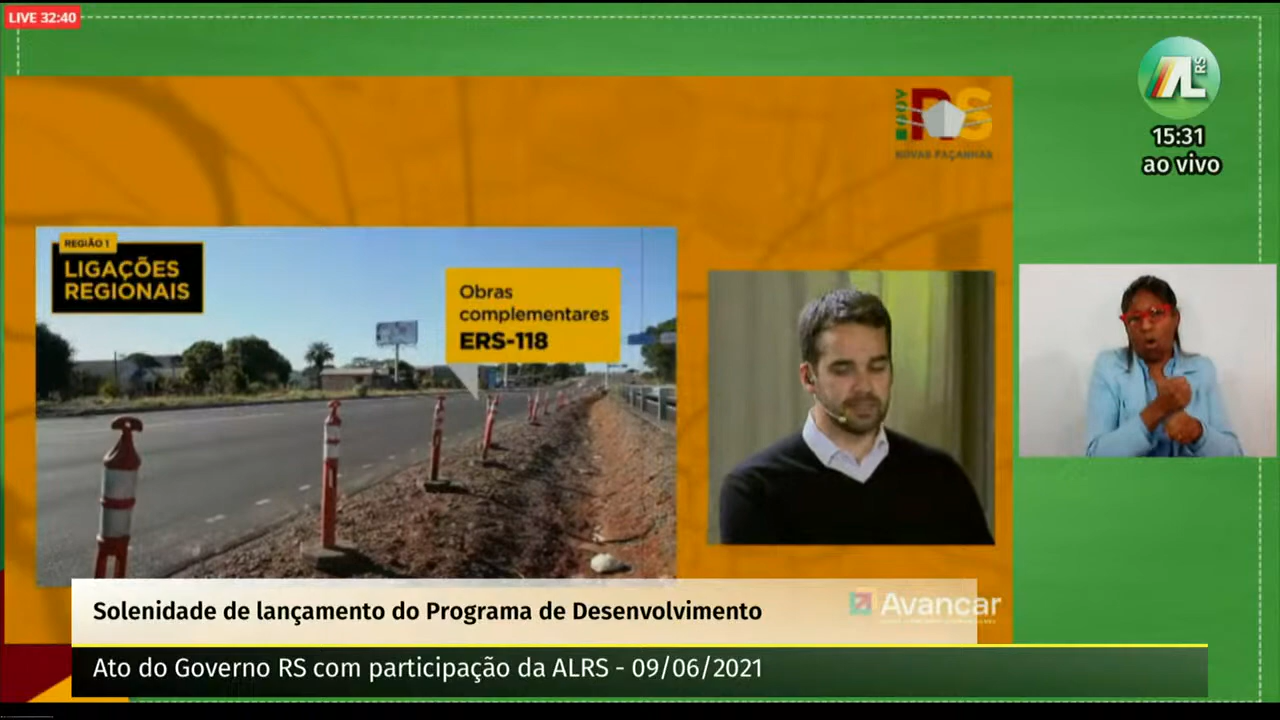 LIVE 32:40
RS
15:31
ao vivo
GOV
RS
NOVAS FAÇANHAS
REGIÃO 1
LIGAÇÕES
REGIONAIS
Obras
complementares
ERS-118
Solenidade de lançamento do Programa de Desenvolvimento
Avançar
Ato do Governo RS com participação da ALRS - 09/06/2021